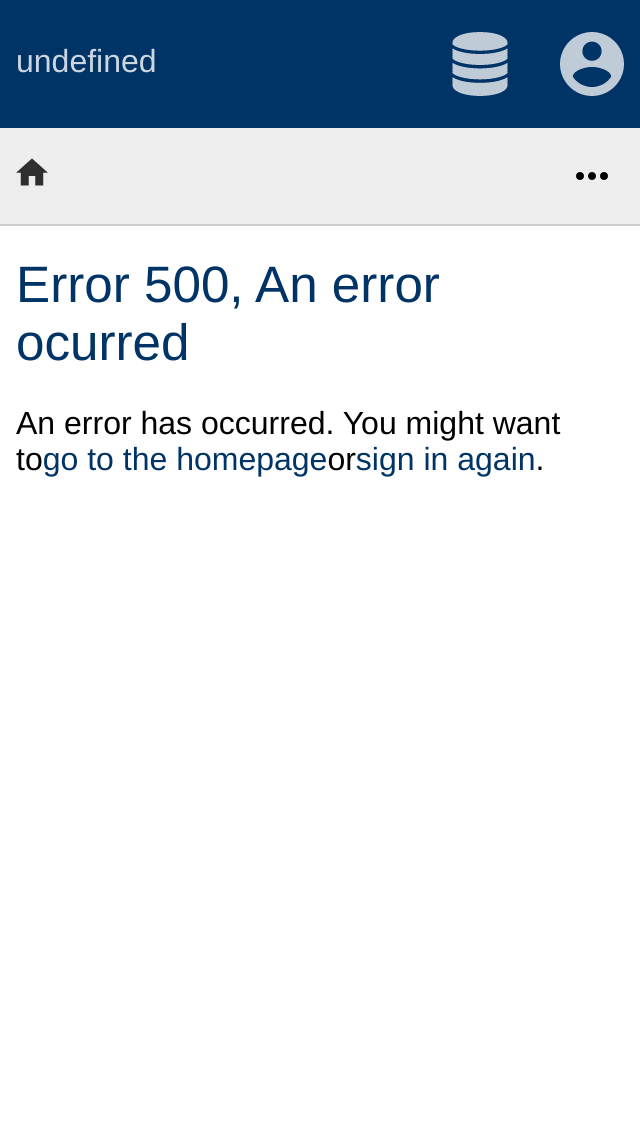 undefined
Error 500, An error
ocurred
An error has occurred. You might want
togo to the homepageorsign in again.